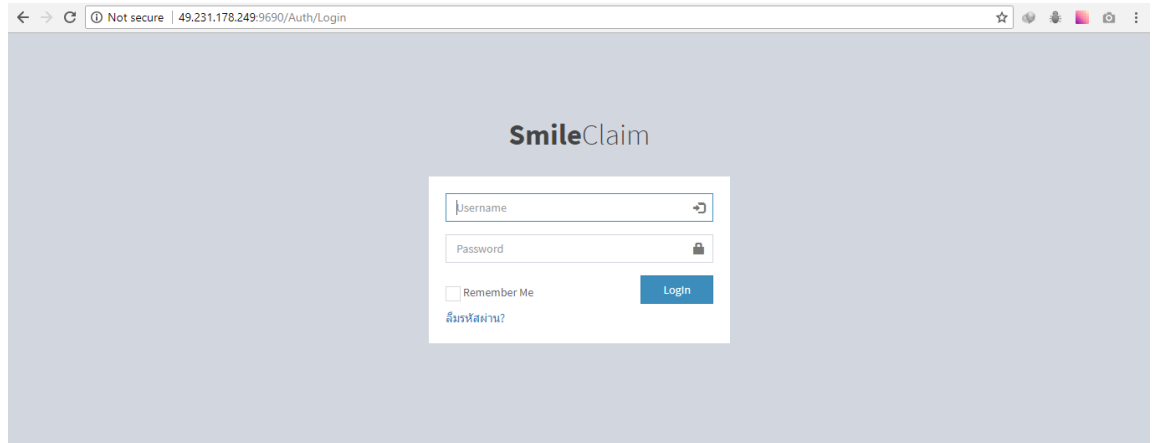 Not secure | 49.231.178.249:9690/Auth/Login
SmileClaim
Username
Password
Remember Me
LogIn
ลืมรหัสผ่าน?